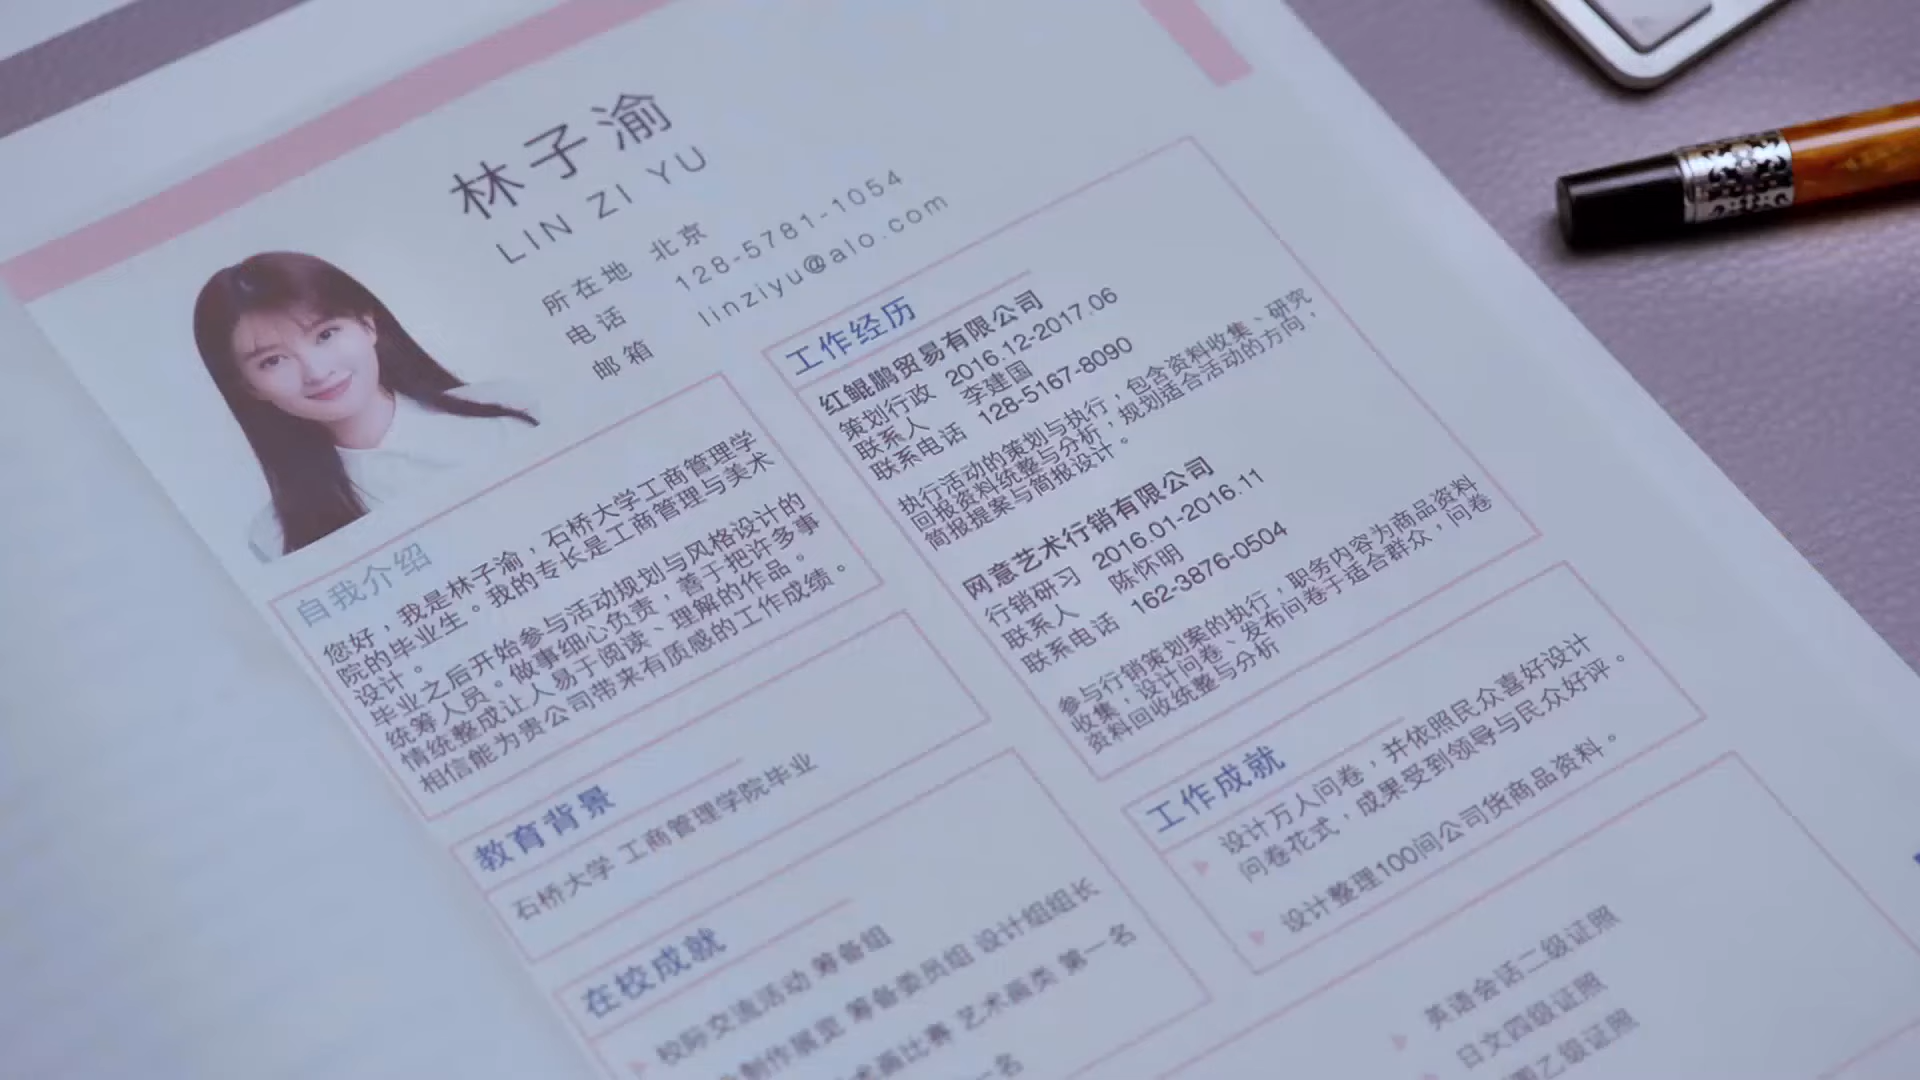 林子渝
LIN ZI YU
所在地 北京
电话 128-5781-1054
邮箱 linziyu@alo.com
自我介绍
您好，我是林子渝，石桥大学工商管理学
院的毕业生。我的专长是工商管理与美术
设计。
毕业之后开始参与活动规划与风格设计的
统筹人员。做事细心负责，善于把许多事
情统整成让人易于阅读、理解的作品。
相信能为贵公司带来有质感的工作成绩。
教育背景
石桥大学 工商管理学院毕业
在校成就
校际交流活动 筹备组
制作展览 筹备委员组 设计组组长
画比赛 艺术画类 第一名
一名
工作经历
红鲲鹏贸易有限公司
策划行政 2016.12-2017.06
联系人 李建国
联系电话 128-5167-8090
执行活动的策划与执行，包含资料收集、研究
回报资料统整与分析，规划适合活动的方向，
简报提案与简报设计。
网意艺术行销有限公司
行销研习 2016.01-2016.11
联系人 陈怀明
联系电话 162-3876-0504
参与行销策划案的执行，职务内容为商品资料
收集，设计问卷、发布问卷于适合群众，问卷
资料回收统整与分析
工作成就
设计万人问卷，并依照民众喜好设计
问卷花式，成果受到领导与民众好评。
设计整理100间公司货商品资料。
英语会话二级证照
日文四级证照
乙级证照